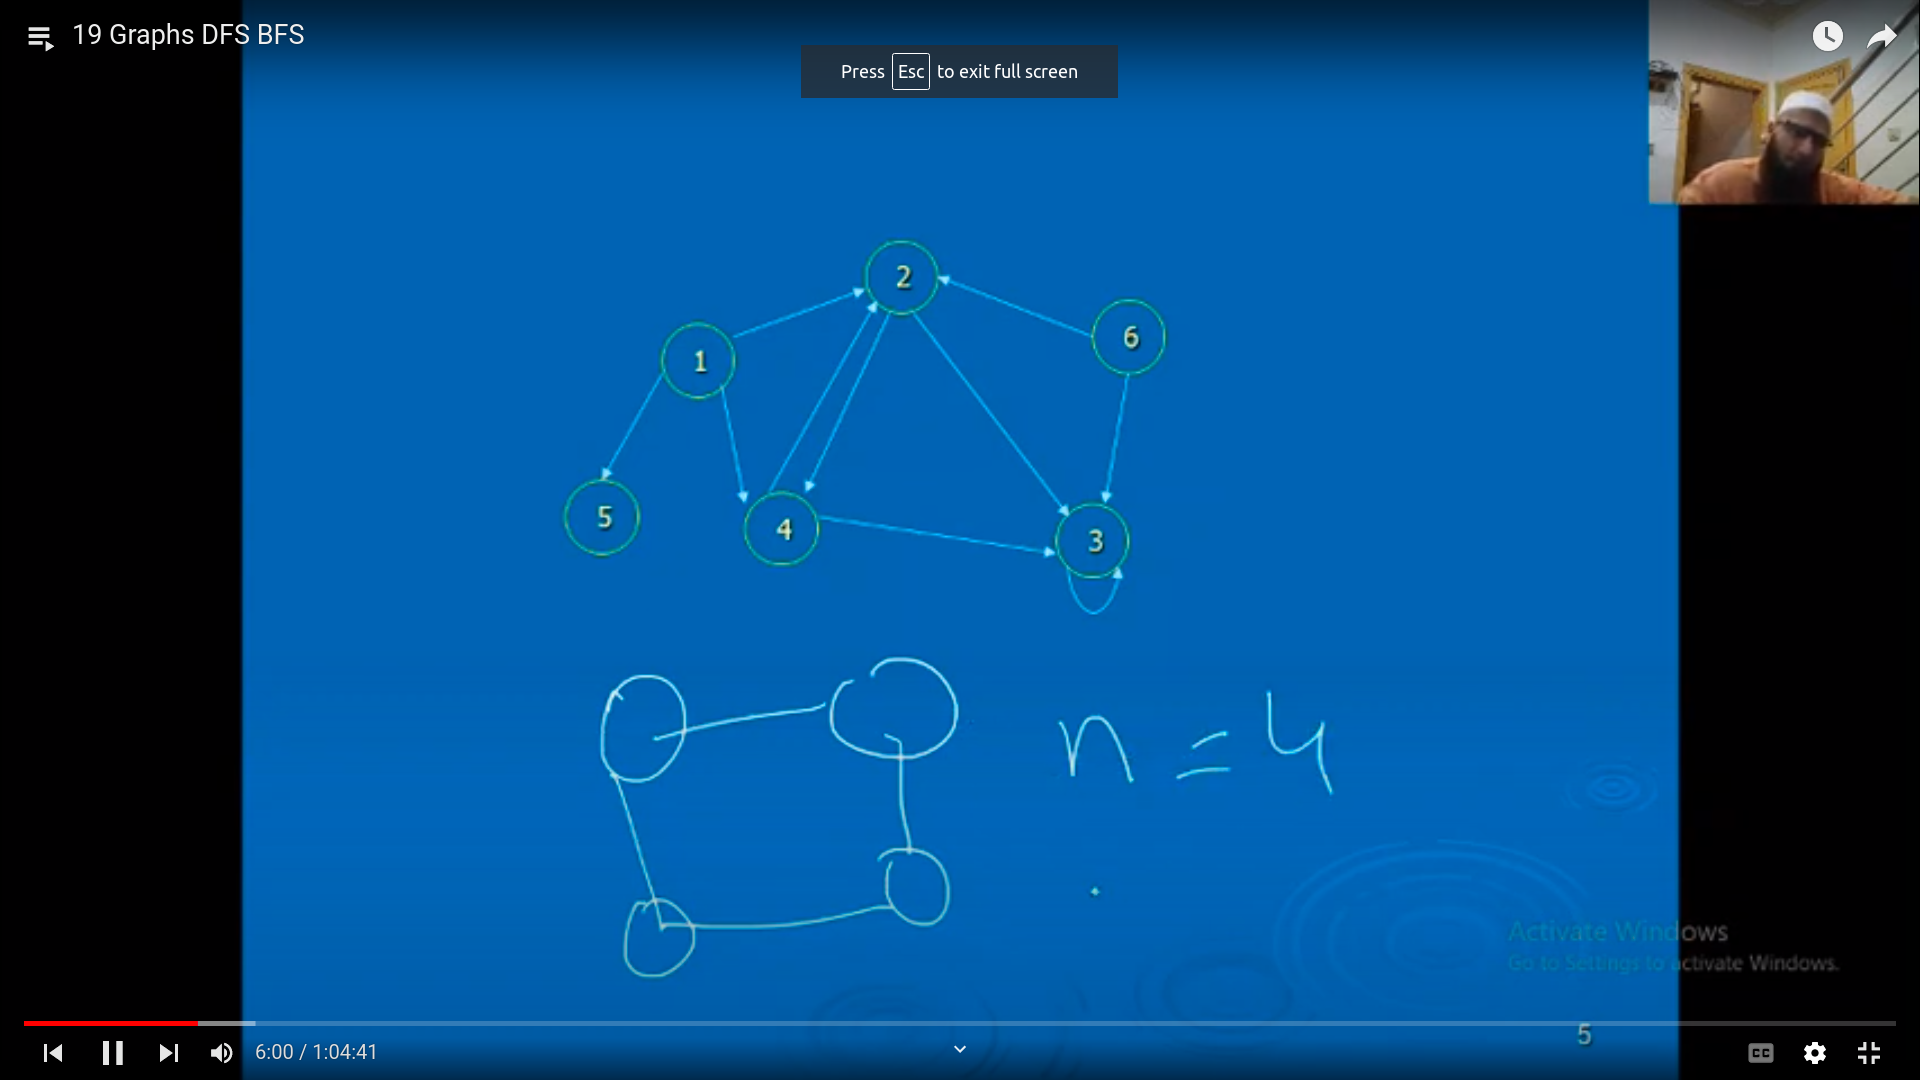 19 Graphs DFS BFS
Press Esc to exit full screen
2
6
1
5
4
3
n = 4
Activate Windows
Go to Settings to activate Windows.
5
6:00 / 1:04:41
CC